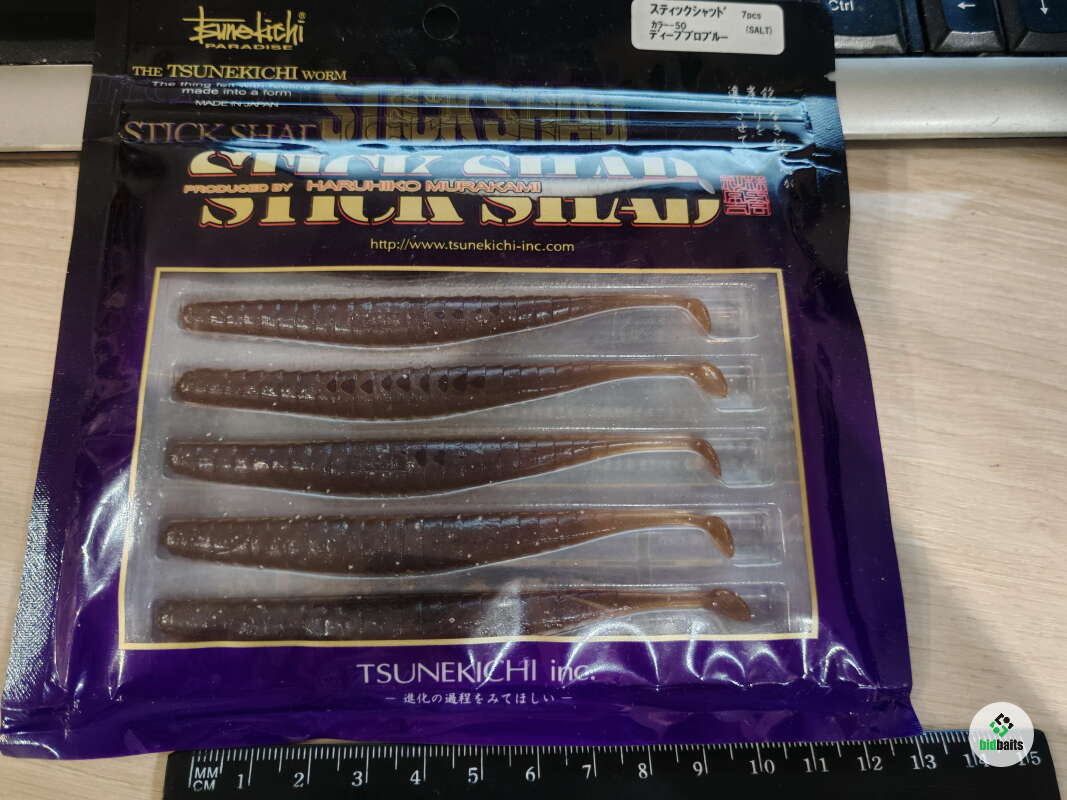 Tsunekichi®
PARADISE
THE TSUNEKICHI WORM
made into a form
MADE IN JAPAN
STICK SHAD
STICK SHAD
STICK SHAD
PRODUCED BY HARUHIKO MURAKAMI
http://www.tsunekichi-inc.com
スティックシャッド 7pcs
カラー50 (SALT)
ディーププロブルー
Ctrl
←
↓
TSUNEKICHI inc.
— 進化の過程をみてほしい —
MM
CM
1 2 3 4 5 6 7 8 9 10 11 12 13 14 15
bidbaits